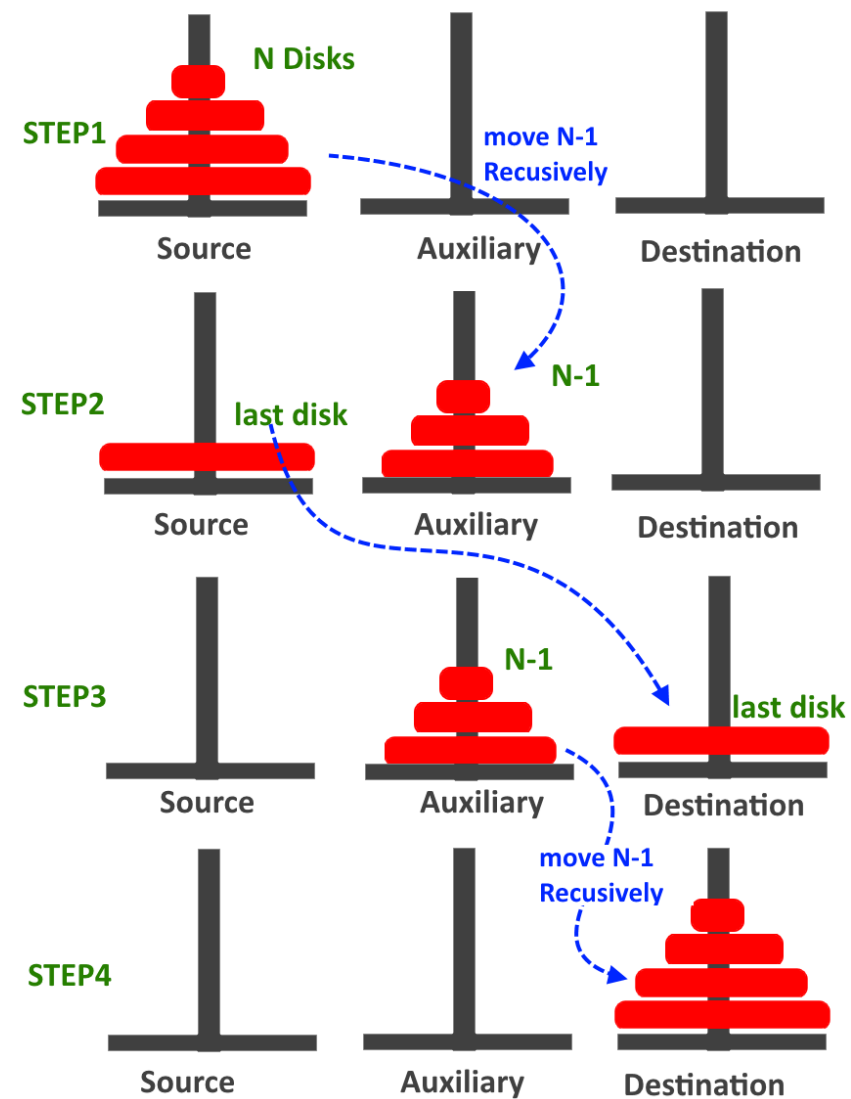 N Disks
STEP1
move N-1
Recusively
Source
Auxiliary
Destination
N-1
STEP2
last disk
Source
Auxiliary
Destination
N-1
STEP3
last disk
Source
Auxiliary
Destination
move N-1
Recusively
STEP4
Source
Auxiliary
Destination